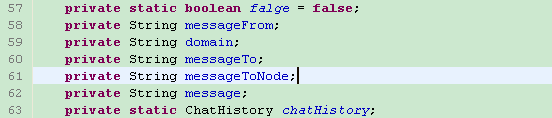 57 private static boolean falge = false;
58 private String messageFrom;
59 private String domain;
60 private String messageTo;
61 private String messageToNode;
62 private String message;
63 private static ChatHistory chatHistory;